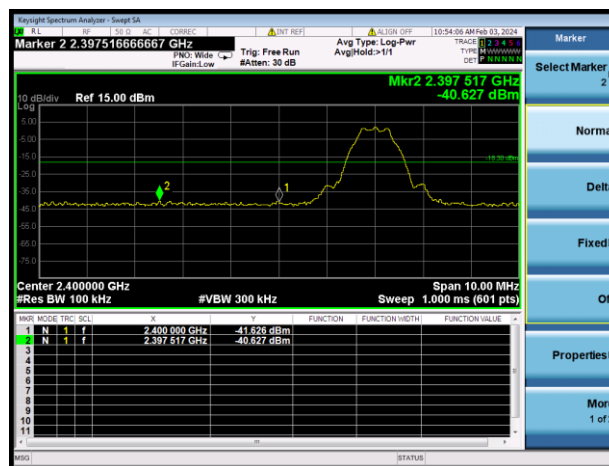 Keysight Spectrum Analyzer - Swept SA
RL RF 50 Ω AC CORREC INT REF ALIGN OFF 10:54:06 AM Feb 03, 2024
Marker 2 2.397516666667 GHz
PNO: Wide
IFGain:Low
Trig: Free Run
#Atten: 30 dB
Avg Type: Log-Pwr
Avg|Hold:>1/1
TRACE 1 2 3 4 5 6
TYPE M
DET P N N N N N
Mkr2 2.397 517 GHz
-40.627 dBm
10 dB/div Ref 15.00 dBm
Log
5.00
-5.00
-15.0
-25.0
-35.0
-45.0
-55.0
-65.0
-75.0
2
1
Center 2.400000 GHz Span 10.00 MHz
#Res BW 100 kHz #VBW 300 kHz Sweep 1.000 ms (601 pts)
MKR MODE TRC SCL X Y FUNCTION FUNCTION WIDTH FUNCTION VALUE
1 N 1 f 2.400 000 GHz -41.626 dBm
2 N 1 f 2.397 517 GHz -40.627 dBm
3
4
5
6
7
8
9
10
11
MSG STATUS
Marker
Select Marker
2
Norma
Delt
Fixed
Of
Properties
More
1 of